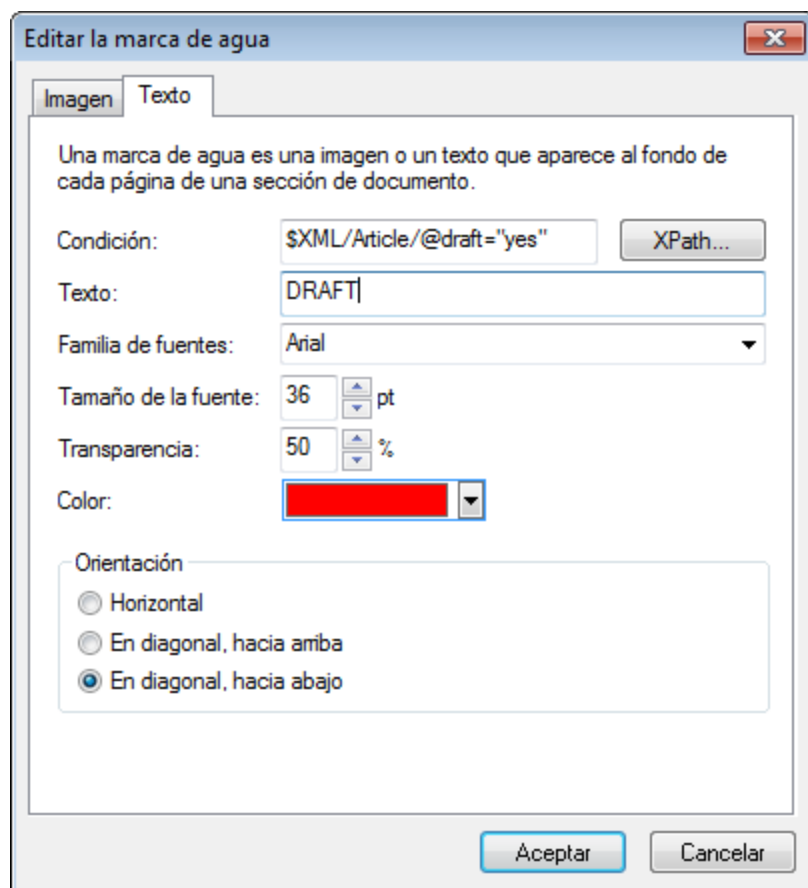 Editar la marca de agua
Imagen Texto
Una marca de agua es una imagen o un texto que aparece al fondo de
cada página de una sección de documento.
Condición: $XML/Article/@draft="yes" XPath...
Texto: DRAFT
Familia de fuentes: Arial
Tamaño de la fuente: 36 pt
Transparencia: 50 %
Color:
Orientación
Horizontal
En diagonal, hacia arriba
En diagonal, hacia abajo
Aceptar Cancelar